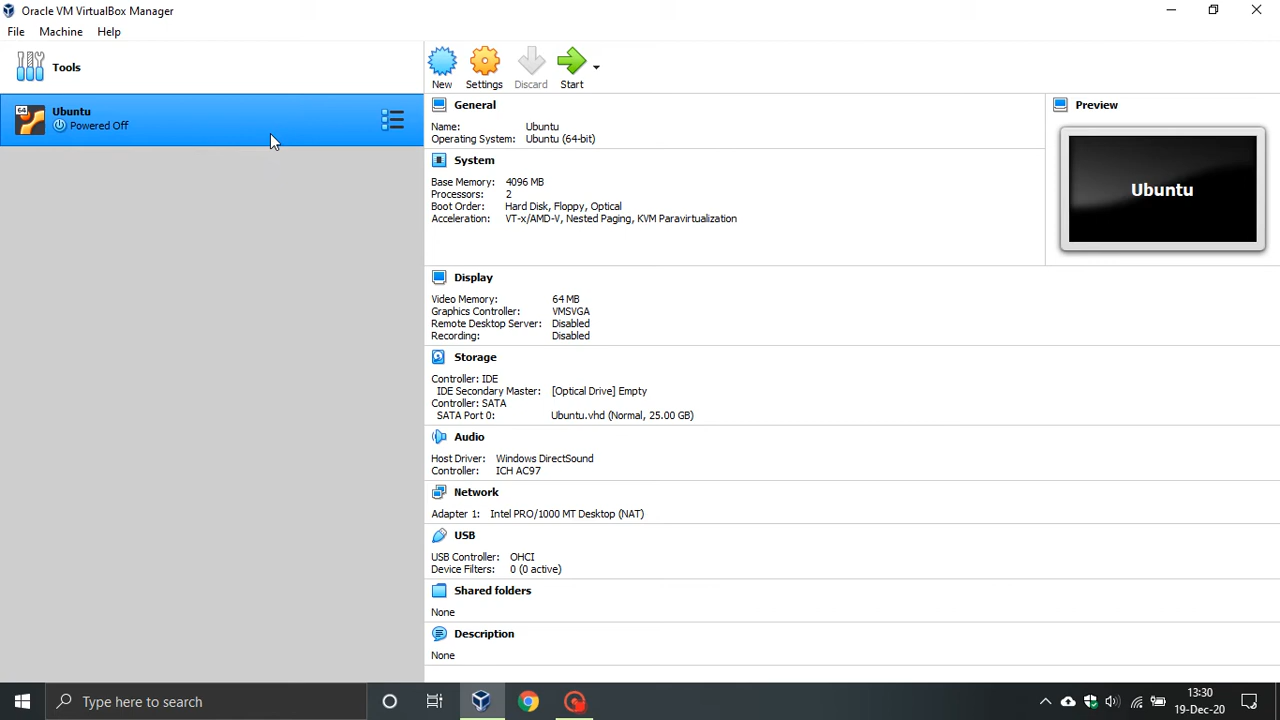 Oracle VM VirtualBox Manager
File Machine Help
Tools
New Settings Discard Start
64 Ubuntu
Powered Off
General
Name: Ubuntu
Operating System: Ubuntu (64-bit)
Preview
Ubuntu
System
Base Memory: 4096 MB
Processors: 2
Boot Order: Hard Disk, Floppy, Optical
Acceleration: VT-x/AMD-V, Nested Paging, KVM Paravirtualization
Display
Video Memory: 64 MB
Graphics Controller: VMSVGA
Remote Desktop Server: Disabled
Recording: Disabled
Storage
Controller: IDE
IDE Secondary Master: [Optical Drive] Empty
Controller: SATA
SATA Port 0: Ubuntu.vhd (Normal, 25.00 GB)
Audio
Host Driver: Windows DirectSound
Controller: ICH AC97
Network
Adapter 1: Intel PRO/1000 MT Desktop (NAT)
USB
USB Controller: OHCI
Device Filters: 0 (0 active)
Shared folders
None
Description
None
Type here to search
13:30
19-Dec-20